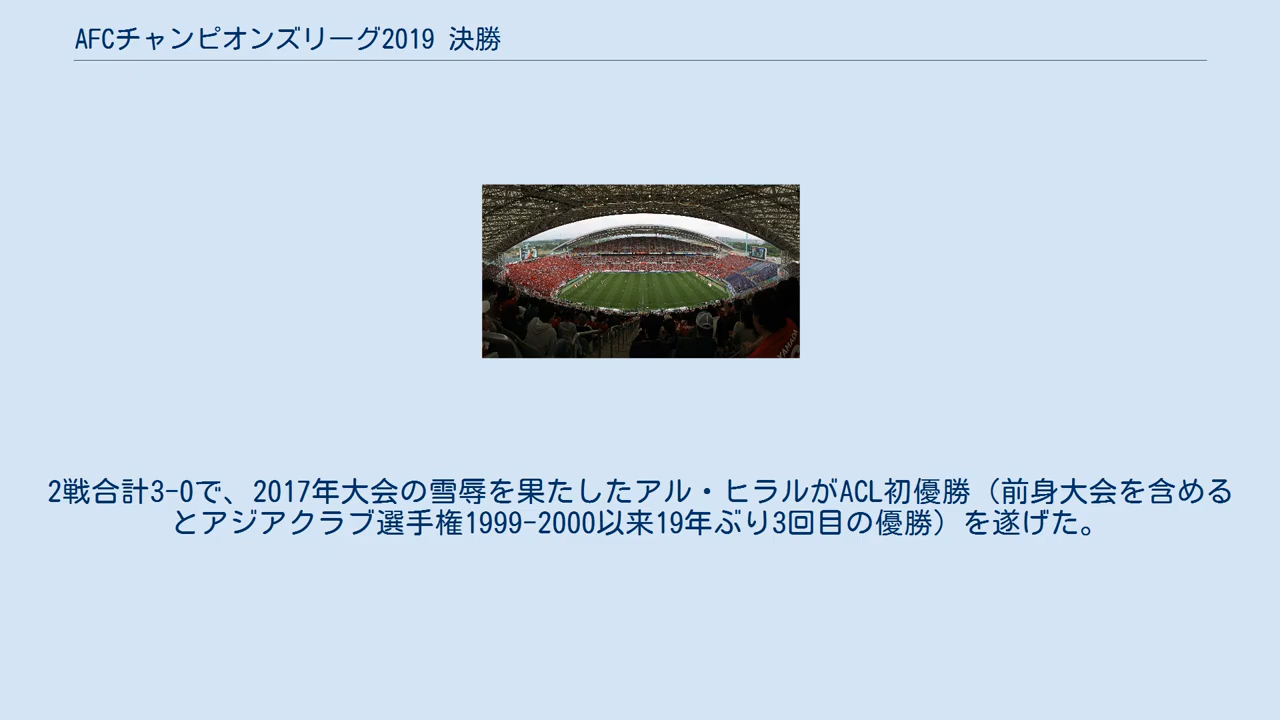 AFCチャンピオンズリーグ2019 決勝
2戦合計3-0で、2017年大会の雪辱を果たしたアル・ヒラルがACL初優勝（前身大会を含める
とアジアクラブ選手権1999-2000以来19年ぶり3回目の優勝）を遂げた。